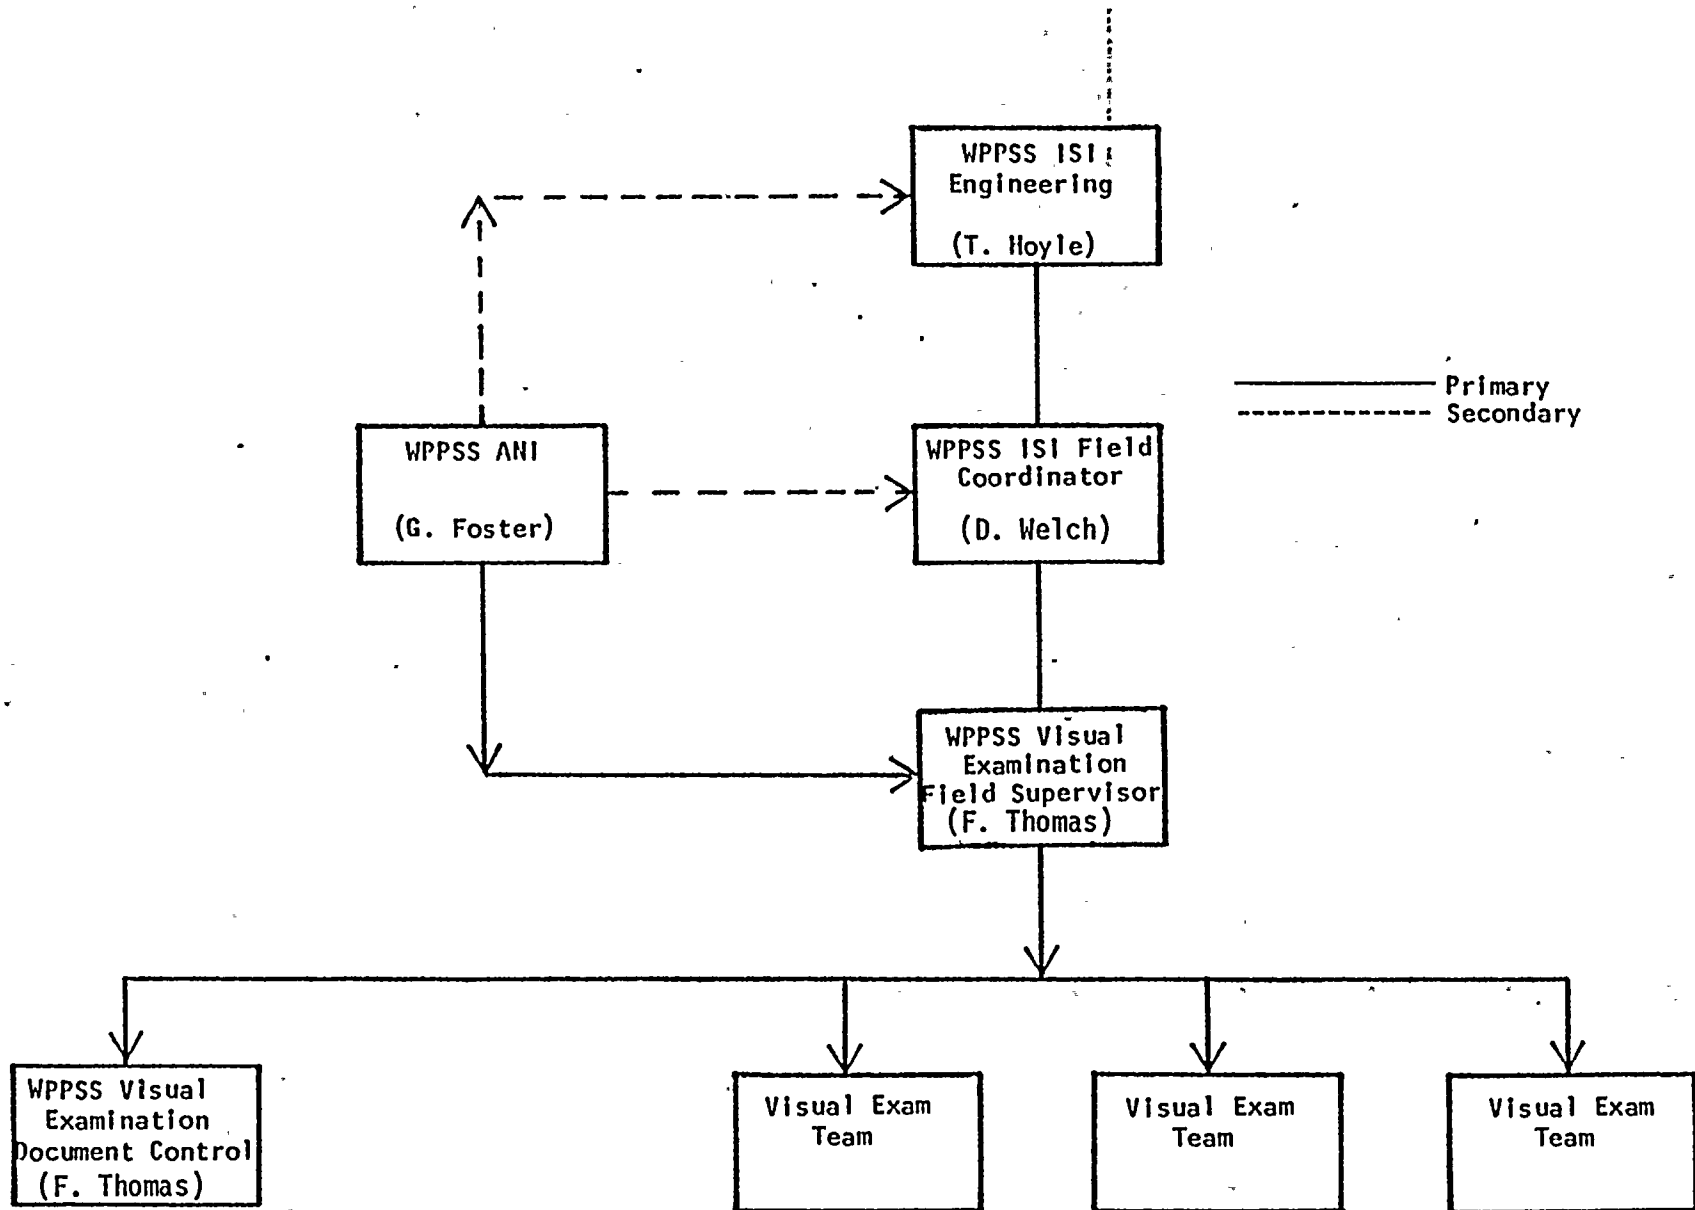 WPPSS ISI
Engineering
(T. Hoyle)
Primary
Secondary
WPPSS ANI
(G. Foster)
WPPSS ISI Field
Coordinator
(D. Welch)
WPPSS Visual
Examination
Field Supervisor
(F. Thomas)
WPPSS Visual
Examination
Document Control
(F. Thomas)
Visual Exam
Team
Visual Exam
Team
Visual Exam
Team